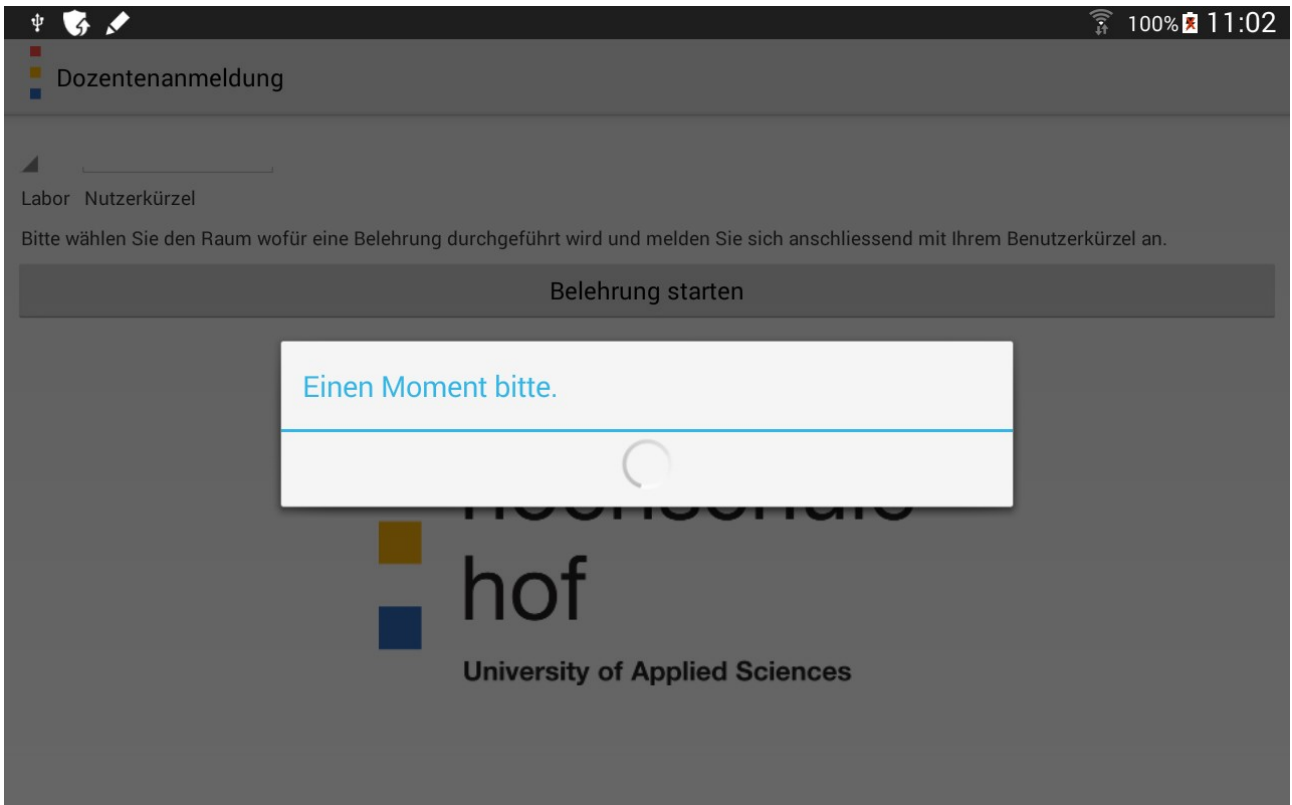 100% 11:02
Dozentenanmeldung
Labor Nutzerkürzel
Bitte wählen Sie den Raum wofür eine Belehrung durchgeführt wird und melden Sie sich anschliessend mit Ihrem Benutzerkürzel an.
Belehrung starten
Einen Moment bitte.
hochschule
hof
University of Applied Sciences